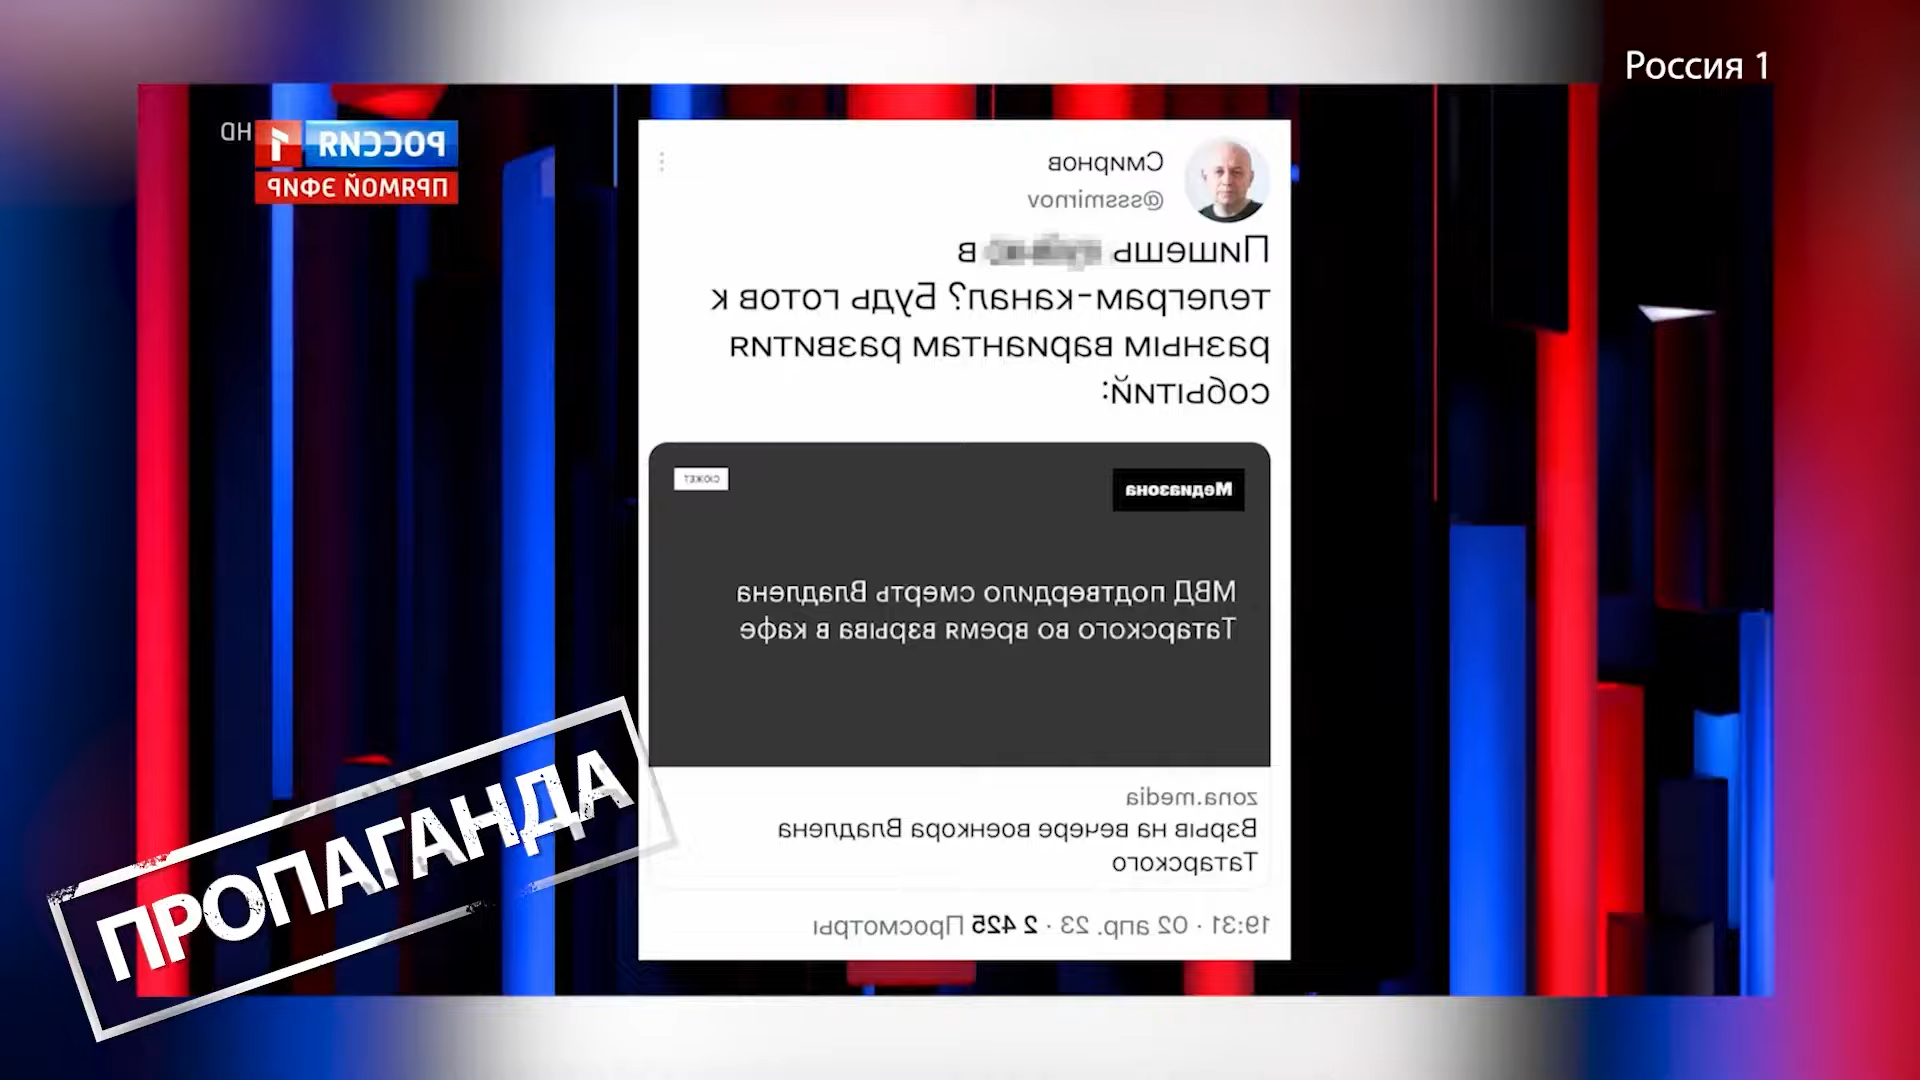 Россия 1
HD
РОССИЯ 1
ПРЯМОЙ ЭФИР
Смирнов
@sssmirnov
Пишешь в
телеграм-канал? Будь готов к
разным вариантам развития
событий:
Медиазона
сюжет
МВД подтвердило смерть Владлена
Татарского во время взрыва в кафе
zona.media
Взрыв на вечере военкора Владлена
Татарского
19:31 · 02 апр. 23 · 2 425 Просмотры
ПРОПАГАНДА